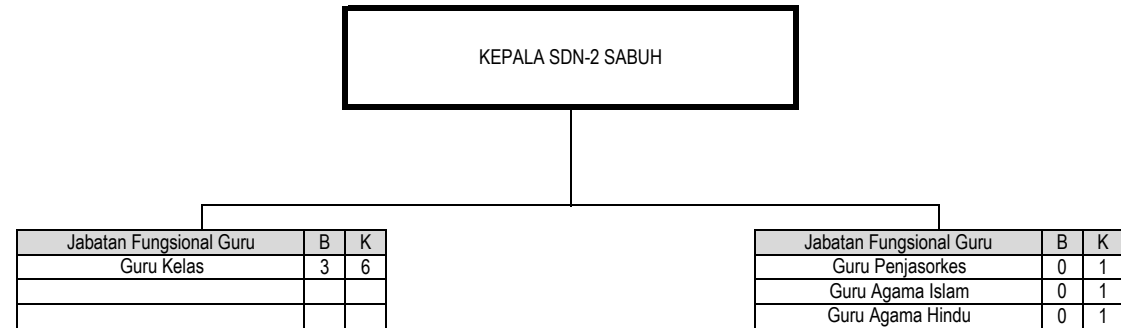 KEPALA SDN-2 SABUH
Jabatan Fungsional Guru B K
Guru Kelas 3 6
Jabatan Fungsional Guru B K
Guru Penjasorkes 0 1
Guru Agama Islam 0 1
Guru Agama Hindu 0 1